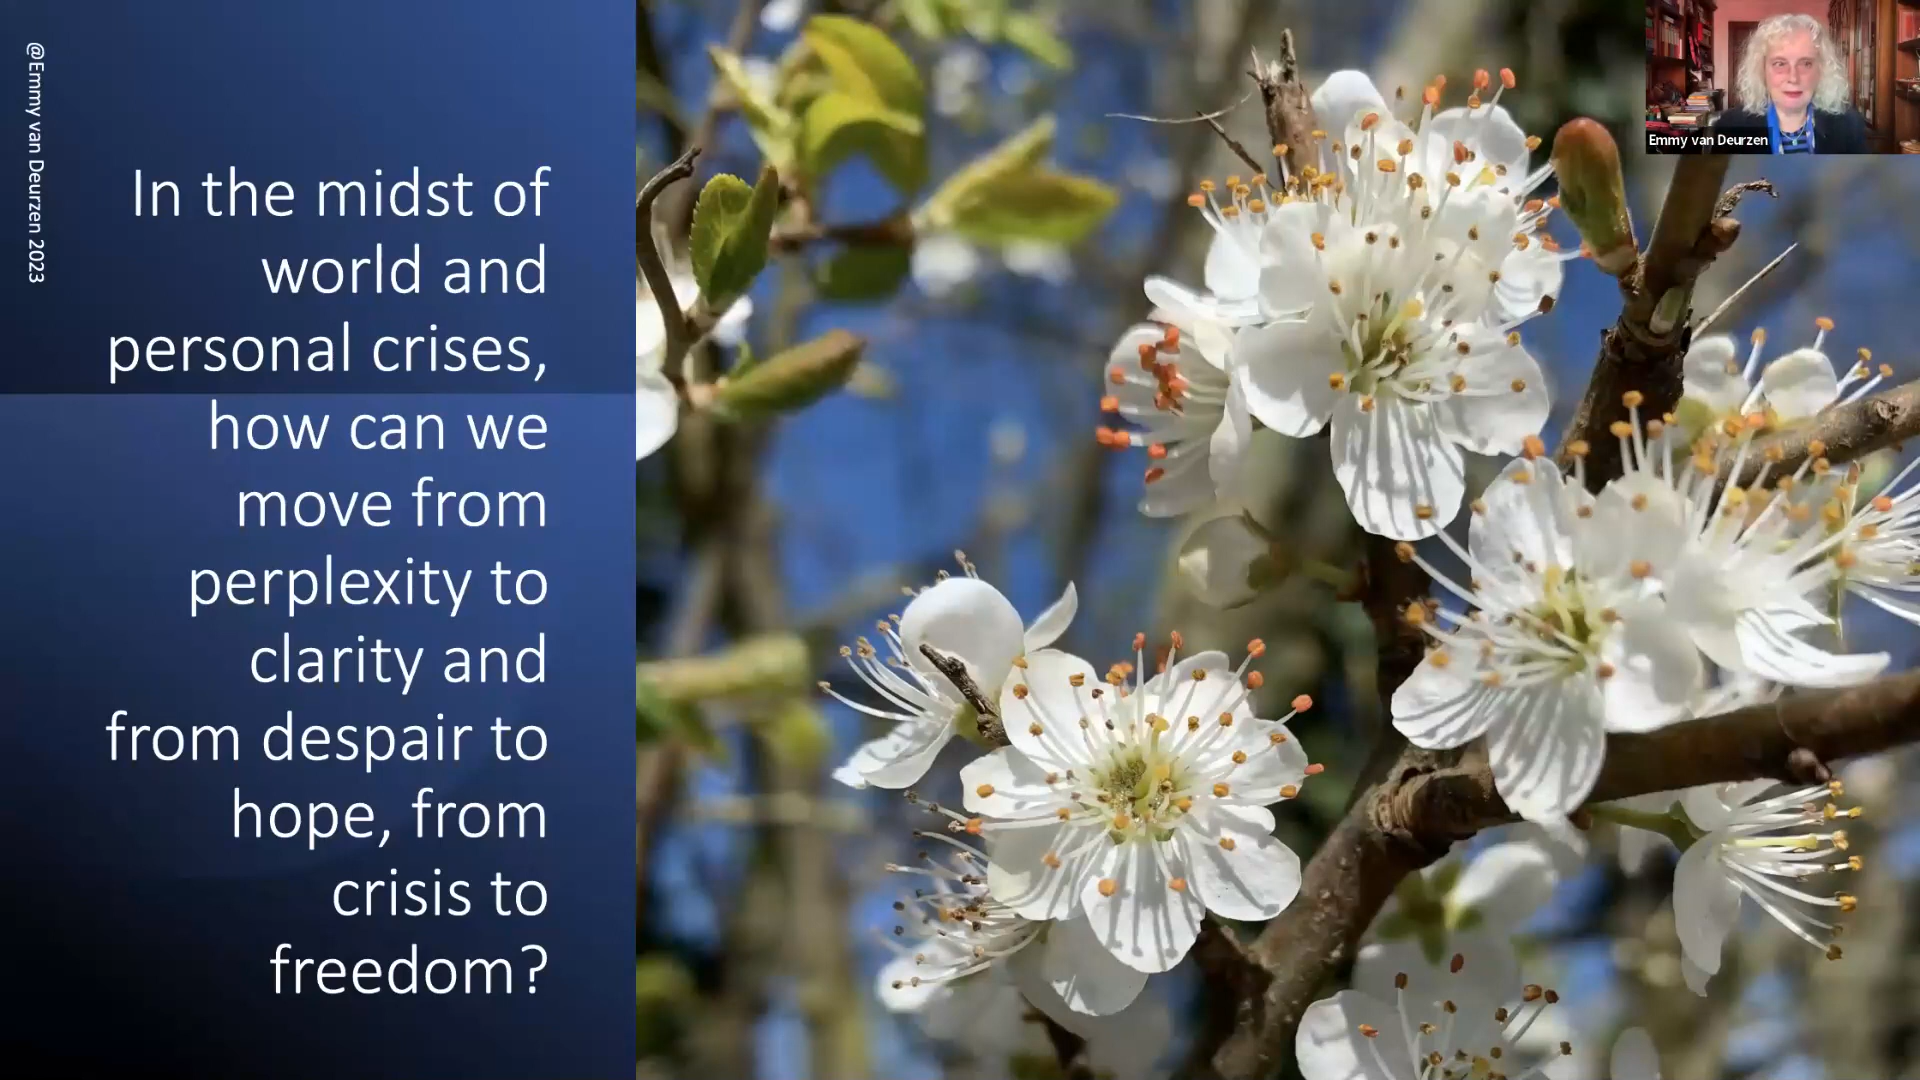 @Emmy van Deurzen 2023
In the midst of
world and
personal crises,
how can we
move from
perplexity to
clarity and
from despair to
hope, from
crisis to
freedom?
Emmy van Deurzen